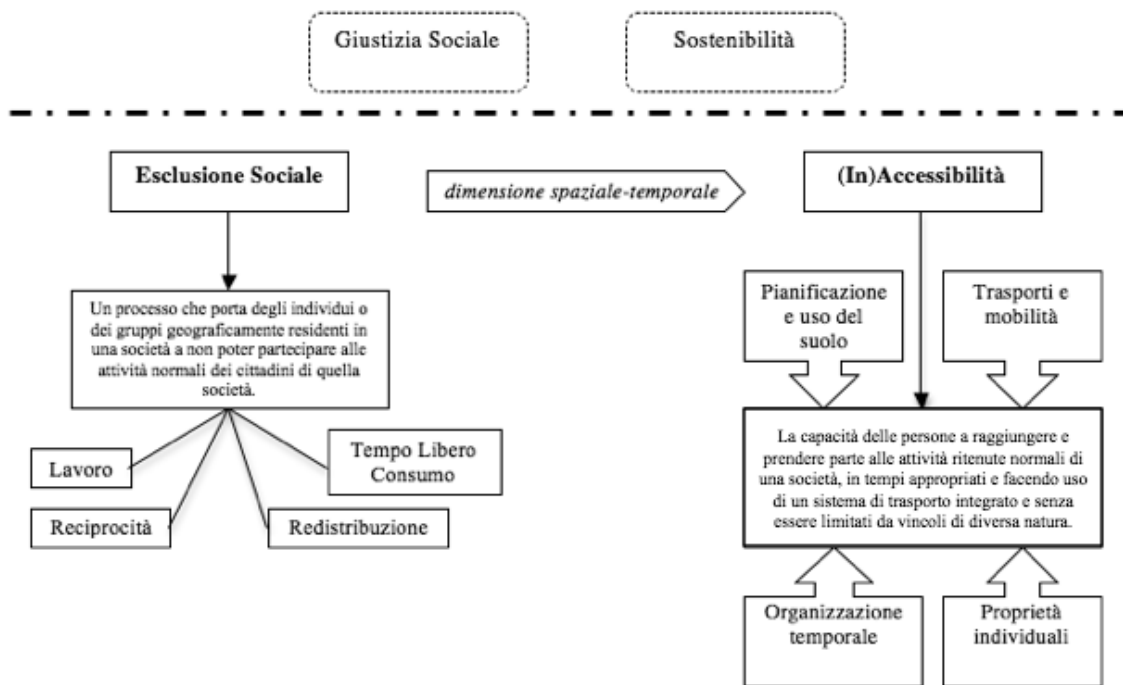 Giustizia Sociale
Sostenibilità
Esclusione Sociale
dimensione spaziale-temporale
(In)Accessibilità
Un processo che porta degli individui o
dei gruppi geograficamente residenti in
una società a non poter partecipare alle
attività normali dei cittadini di quella
società.
Lavoro
Tempo Libero
Consumo
Reciprocità
Redistribuzione
Pianificazione
e uso del
suolo
Trasporti e
mobilità
La capacità delle persone a raggiungere e
prendere parte alle attività ritenute normali di
una società, in tempi appropriati e facendo uso
di un sistema di trasporto integrato e senza
essere limitati da vincoli di diversa natura.
Organizzazione
temporale
Proprietà
individuali